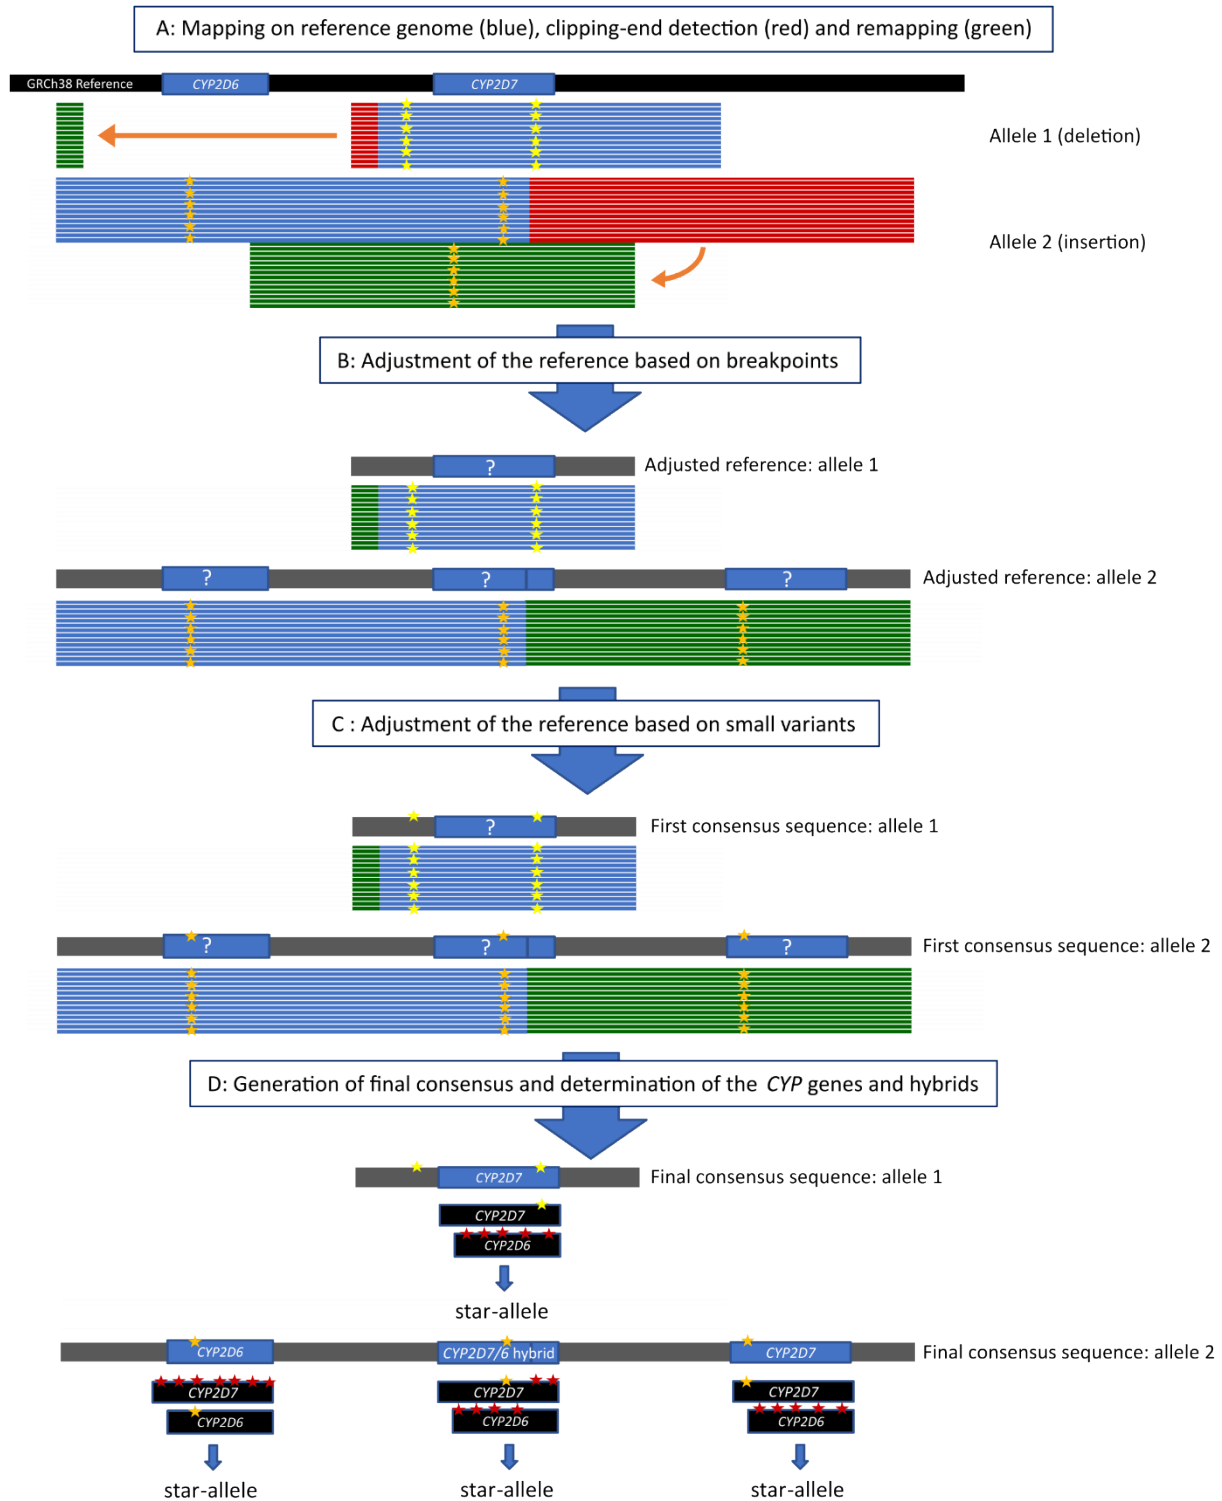 A: Mapping on reference genome (blue), clipping-end detection (red) and remapping (green)
GRCh38 Reference
CYP2D6
CYP2D7
Allele 1 (deletion)
Allele 2 (insertion)
B: Adjustment of the reference based on breakpoints
?
Adjusted reference: allele 1
?
?
?
Adjusted reference: allele 2
C : Adjustment of the reference based on small variants
?
First consensus sequence: allele 1
?
?
?
First consensus sequence: allele 2
D: Generation of final consensus and determination of the CYP genes and hybrids
CYP2D7
Final consensus sequence: allele 1
CYP2D7
CYP2D6
star-allele
CYP2D6
CYP2D7/6 hybrid
CYP2D7
Final consensus sequence: allele 2
CYP2D7
CYP2D7
CYP2D7
CYP2D6
CYP2D6
CYP2D6
star-allele
star-allele
star-allele